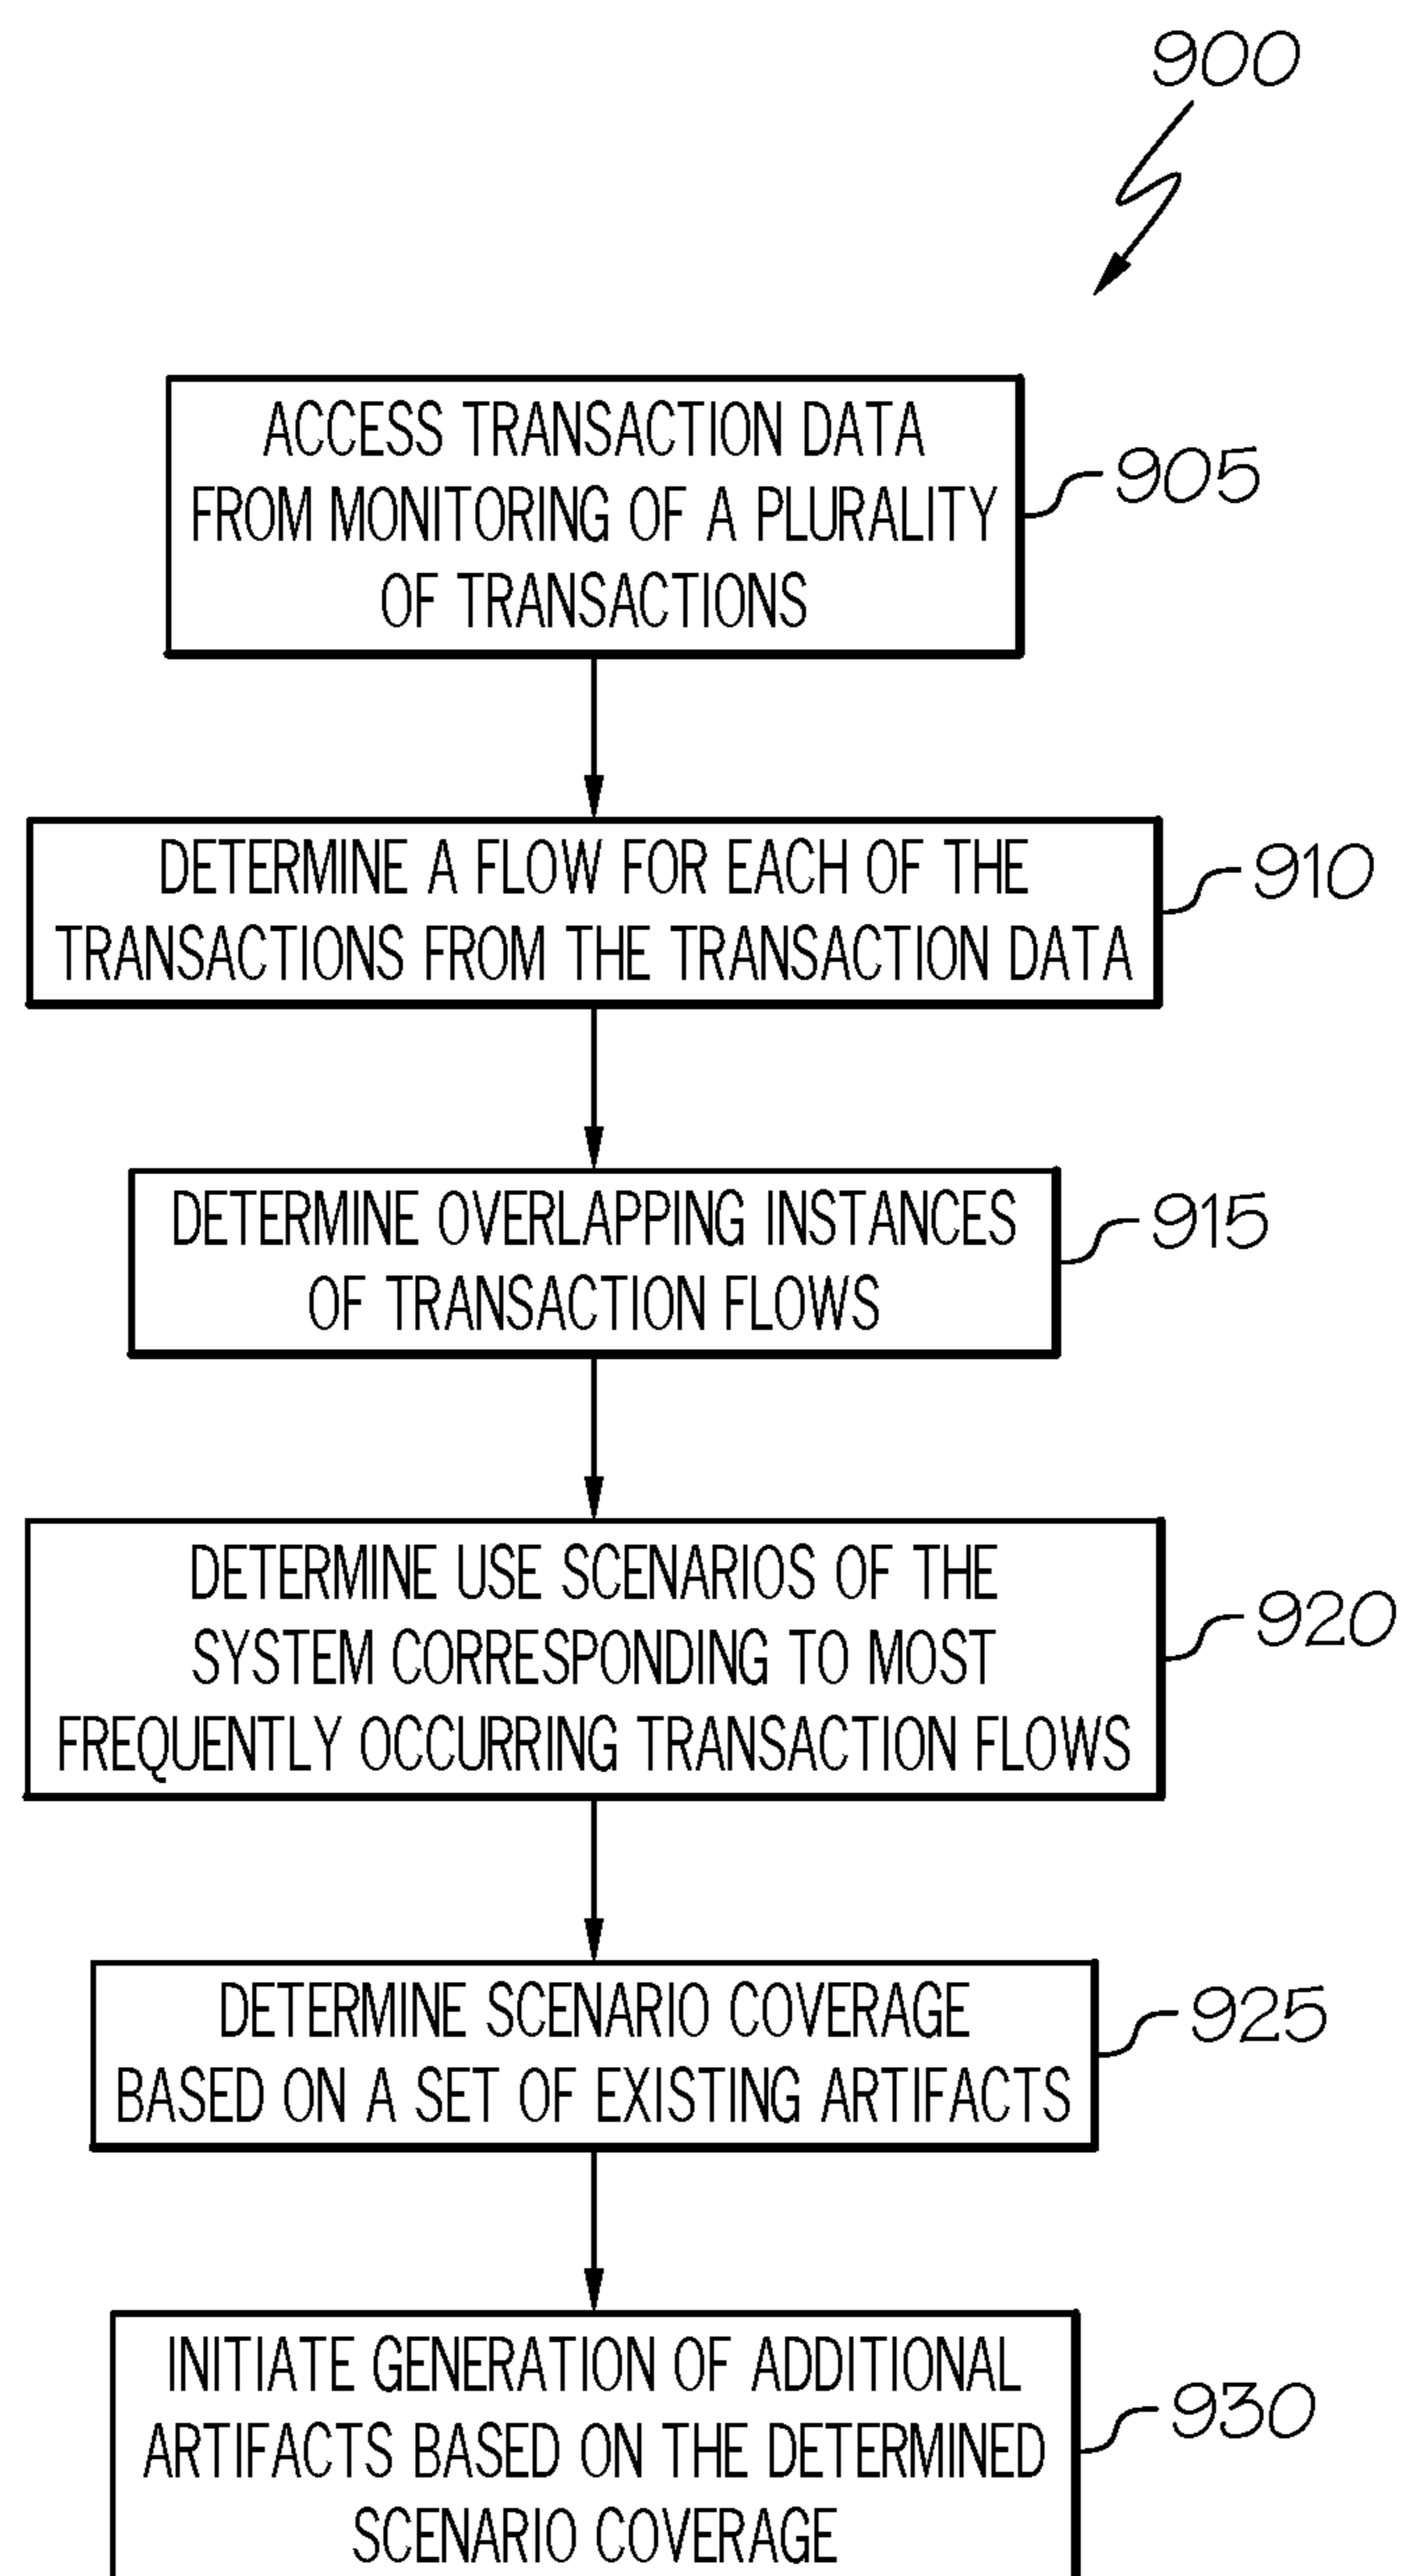 900
ACCESS TRANSACTION DATA
FROM MONITORING OF A PLURALITY
OF TRANSACTIONS
905
DETERMINE A FLOW FOR EACH OF THE
TRANSACTIONS FROM THE TRANSACTION DATA
910
DETERMINE OVERLAPPING INSTANCES
OF TRANSACTION FLOWS
915
DETERMINE USE SCENARIOS OF THE
SYSTEM CORRESPONDING TO MOST
FREQUENTLY OCCURRING TRANSACTION FLOWS
920
DETERMINE SCENARIO COVERAGE
BASED ON A SET OF EXISTING ARTIFACTS
925
INITIATE GENERATION OF ADDITIONAL
ARTIFACTS BASED ON THE DETERMINED
SCENARIO COVERAGE
930